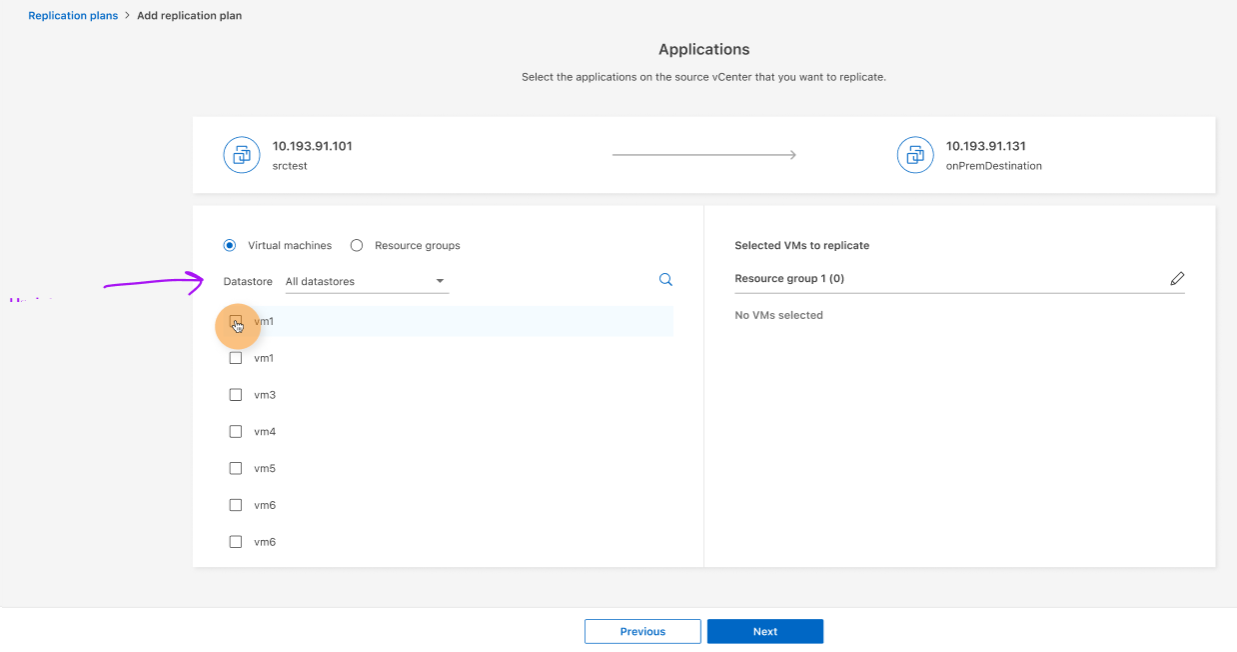 Replication plans > Add replication plan
Applications
Select the applications on the source vCenter that you want to replicate.
10.193.91.101
srctest
10.193.91.131
onPremDestination
Virtual machines
Resource groups
Datastore
All datastores
vm1
vm1
vm3
vm4
vm5
vm6
vm6
Selected VMs to replicate
Resource group 1 (0)
No VMs selected
Previous
Next